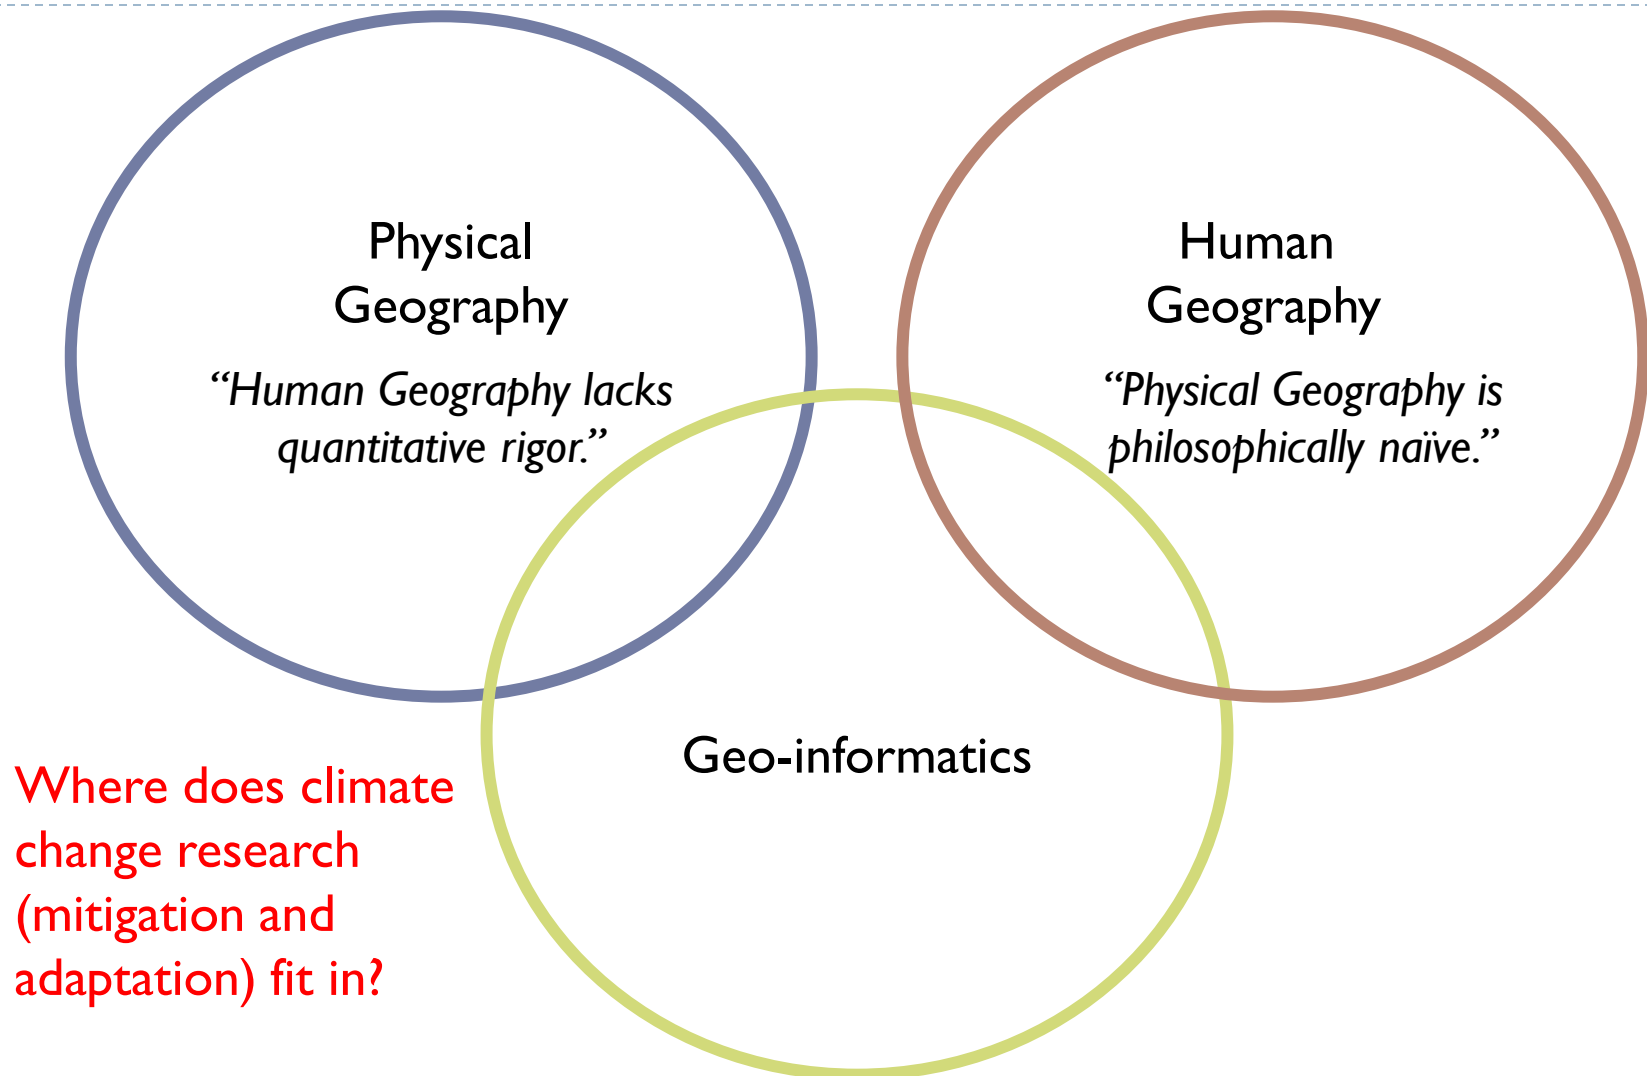 Physical
Geography
“Human Geography lacks
quantitative rigor.”
Human
Geography
“Physical Geography is
philosophically naïve.”
Geo-informatics
Where does climate
change research
(mitigation and
adaptation) fit in?